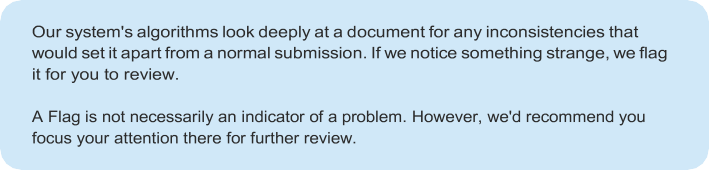 Our system's algorithms look deeply at a document for any inconsistencies that
would set it apart from a normal submission. If we notice something strange, we flag
it for you to review.
A Flag is not necessarily an indicator of a problem. However, we'd recommend you
focus your attention there for further review.